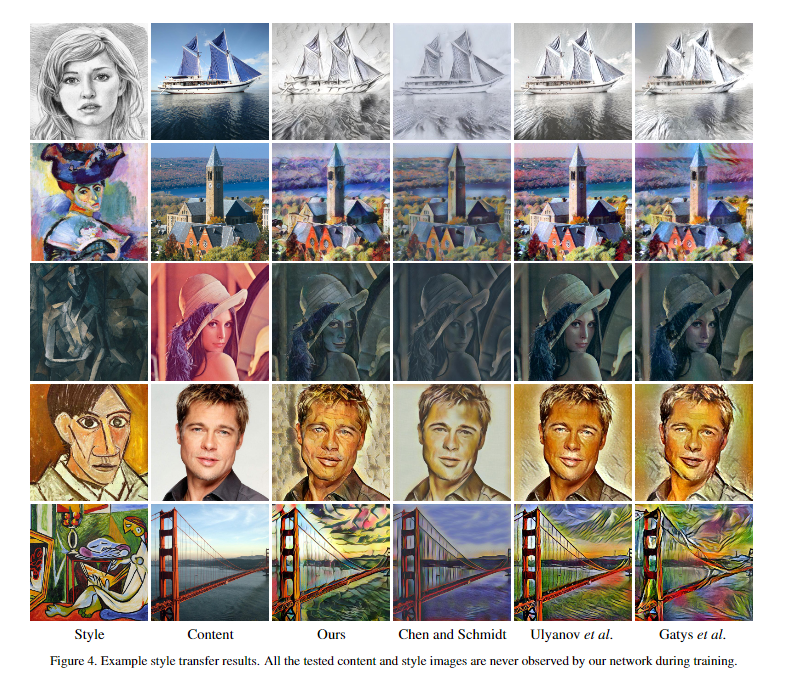 Style Content Ours Chen and Schmidt Ulyanov et al. Gatys et al.
Figure 4. Example style transfer results. All the tested content and style images are never observed by our network during training.